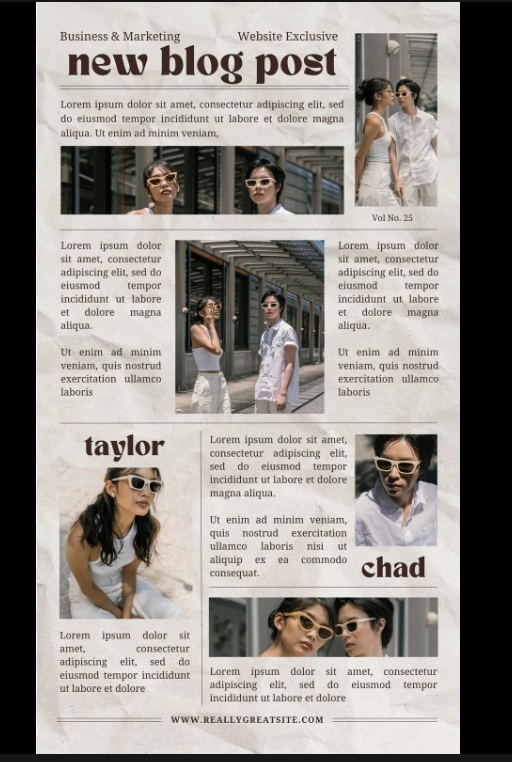 Business & Marketing
Website Exclusive
new blog post
Lorem ipsum dolor sit amet, consectetur adipiscing elit, sed
do eiusmod tempor incididunt ut labore et dolore magna
aliqua. Ut enim ad minim veniam,
Vol No. 25
Lorem ipsum dolor
sit amet, consectetur
adipiscing elit, sed do
eiusmod tempor
incididunt ut labore
et dolore magna
aliqua.
Ut enim ad minim
veniam, quis nostrud
exercitation ullamco
laboris
Lorem ipsum dolor
sit amet, consectetur
adipiscing elit, sed do
eiusmod tempor
incididunt ut labore
et dolore magna
aliqua.
Ut enim ad minim
veniam, quis nostrud
exercitation ullamco
laboris
taylor
Lorem ipsum dolor sit
amet, consectetur
adipiscing elit, sed do
eiusmod tempor incididunt
ut labore et dolore
Lorem ipsum dolor sit amet,
consectetur adipiscing elit,
sed do eiusmod tempor
incididunt ut labore et dolore
magna aliqua.
Ut enim ad minim veniam,
quis nostrud exercitation
ullamco laboris nisi ut
aliquip ex ea commodo
consequat.
chad
Lorem ipsum dolor sit amet, consectetur
adipiscing elit, sed do eiusmod tempor
incididunt ut labore et dolore
WWW.REALLYGREATSITE.COM